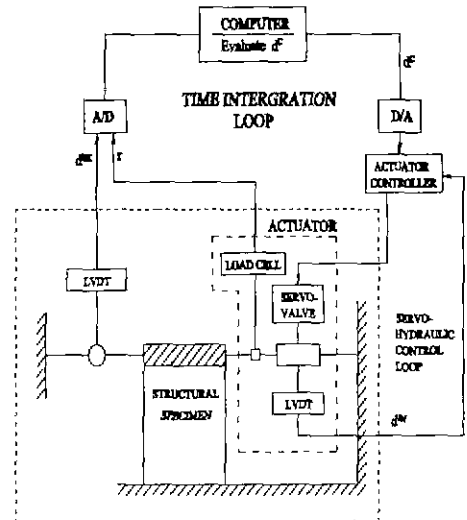 COMPUTER
Evaluate d^c
d^c
TIME INTERGRATION
LOOP
A/D
D/A
d^m
r
ACTUATOR
CONTROLLER
ACTUATOR
LOAD CELL
LVDT
SERVO-
VALVE
SERVO-
HYDRAULIC
CONTROL
LOOP
STRUCTURAL
SPECIMEN
LVDT